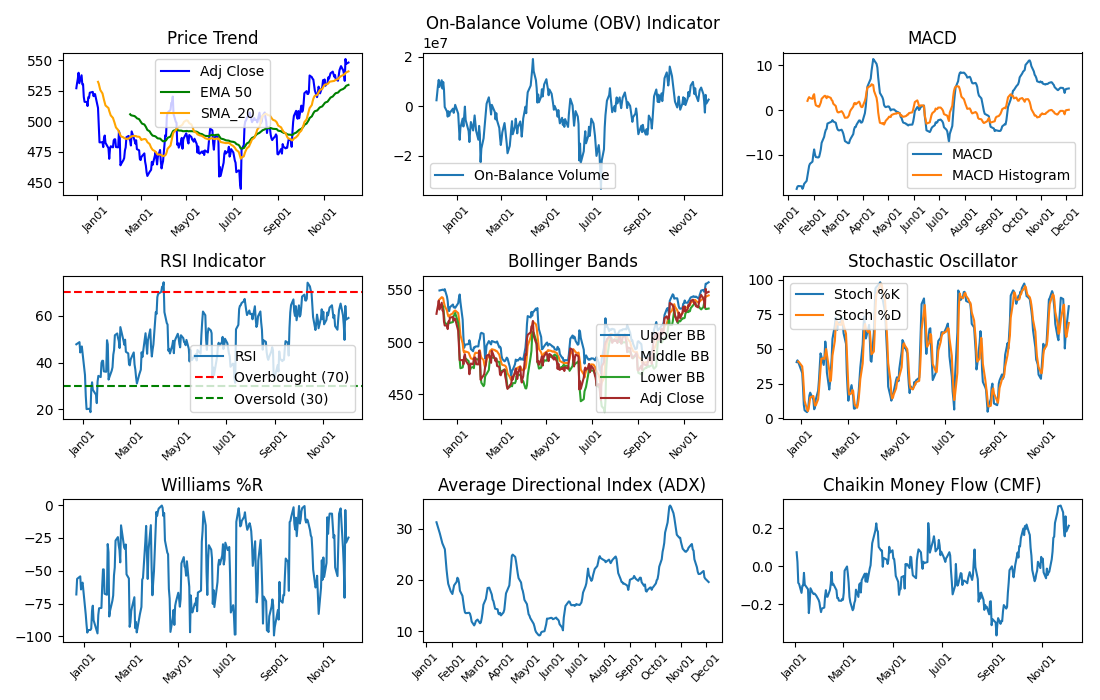 Price Trend
550
525
500
475
450
Adj Close
EMA 50
SMA_20
Jan01
Mar01
May01
Jul01
Sep01
Nov01
On-Balance Volume (OBV) Indicator
1e7
2
0
−2
On-Balance Volume
Jan01
Mar01
May01
Jul01
Sep01
Nov01
MACD
10
0
−10
MACD
MACD Histogram
Jan01
Feb01
Mar01
Apr01
May01
Jun01
Jul01
Aug01
Sep01
Oct01
Nov01
Dec01
RSI Indicator
60
40
20
RSI
Overbought (70)
Oversold (30)
Jan01
Mar01
May01
Jul01
Sep01
Nov01
Bollinger Bands
550
500
450
Upper BB
Middle BB
Lower BB
Adj Close
Jan01
Mar01
May01
Jul01
Sep01
Nov01
Stochastic Oscillator
100
75
50
25
0
Stoch %K
Stoch %D
Jan01
Mar01
May01
Jul01
Sep01
Nov01
Williams %R
0
−25
−50
−75
−100
Jan01
Mar01
May01
Jul01
Sep01
Nov01
Average Directional Index (ADX)
30
20
10
Jan01
Feb01
Mar01
Apr01
May01
Jun01
Jul01
Aug01
Sep01
Oct01
Nov01
Dec01
Chaikin Money Flow (CMF)
0.2
0.0
−0.2
Jan01
Mar01
May01
Jul01
Sep01
Nov01